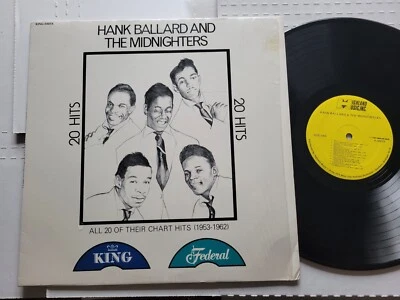 HANK BALLARD AND
THE MIDNIGHTERS
20 HITS
20 HITS
ALL 20 OF THEIR CHART HITS (1953-1962)
KING
Federal